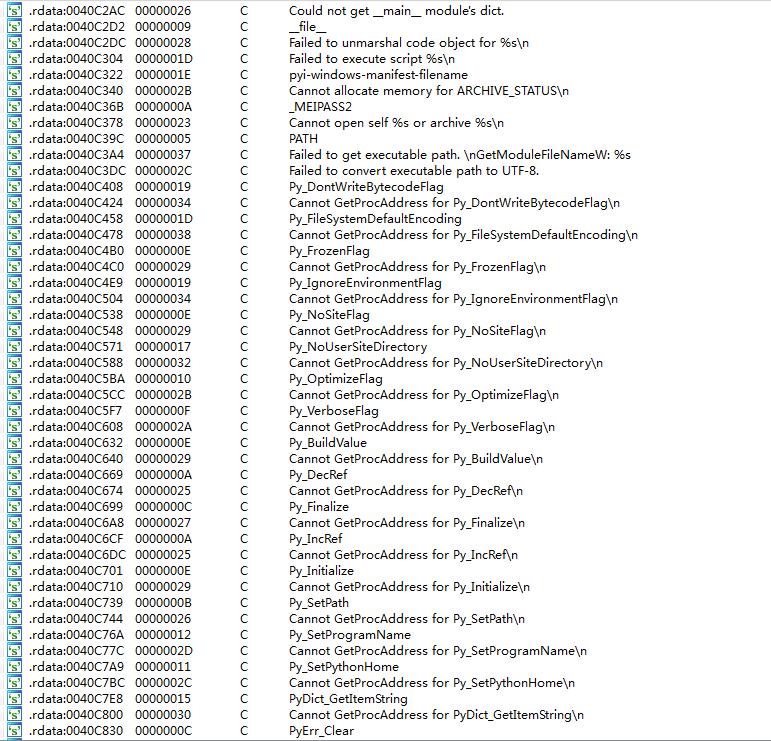 's' .rdata:0040C2AC 00000026 C Could not get __main__ module's dict.
's' .rdata:0040C2D2 00000009 C __file__
's' .rdata:0040C2DC 00000028 C Failed to unmarshal code object for %s\n
's' .rdata:0040C304 0000001D C Failed to execute script %s\n
's' .rdata:0040C322 0000001E C pyi-windows-manifest-filename
's' .rdata:0040C340 0000002B C Cannot allocate memory for ARCHIVE_STATUS\n
's' .rdata:0040C36B 0000000A C _MEIPASS2
's' .rdata:0040C378 00000023 C Cannot open self %s or archive %s\n
's' .rdata:0040C39C 00000005 C PATH
's' .rdata:0040C3A4 00000037 C Failed to get executable path. \nGetModuleFileNameW: %s
's' .rdata:0040C3DC 0000002C C Failed to convert executable path to UTF-8.
's' .rdata:0040C408 00000019 C Py_DontWriteBytecodeFlag
's' .rdata:0040C424 00000034 C Cannot GetProcAddress for Py_DontWriteBytecodeFlag\n
's' .rdata:0040C458 0000001D C Py_FileSystemDefaultEncoding
's' .rdata:0040C478 00000038 C Cannot GetProcAddress for Py_FileSystemDefaultEncoding\n
's' .rdata:0040C4B0 0000000E C Py_FrozenFlag
's' .rdata:0040C4C0 00000029 C Cannot GetProcAddress for Py_FrozenFlag\n
's' .rdata:0040C4E9 00000019 C Py_IgnoreEnvironmentFlag
's' .rdata:0040C504 00000034 C Cannot GetProcAddress for Py_IgnoreEnvironmentFlag\n
's' .rdata:0040C538 0000000E C Py_NoSiteFlag
's' .rdata:0040C548 00000029 C Cannot GetProcAddress for Py_NoSiteFlag\n
's' .rdata:0040C571 00000017 C Py_NoUserSiteDirectory
's' .rdata:0040C588 00000032 C Cannot GetProcAddress for Py_NoUserSiteDirectory\n
's' .rdata:0040C5BA 00000010 C Py_OptimizeFlag
's' .rdata:0040C5CC 0000002B C Cannot GetProcAddress for Py_OptimizeFlag\n
's' .rdata:0040C5F7 0000000F C Py_VerboseFlag
's' .rdata:0040C608 0000002A C Cannot GetProcAddress for Py_VerboseFlag\n
's' .rdata:0040C632 0000000E C Py_BuildValue
's' .rdata:0040C640 00000029 C Cannot GetProcAddress for Py_BuildValue\n
's' .rdata:0040C669 0000000A C Py_DecRef
's' .rdata:0040C674 00000025 C Cannot GetProcAddress for Py_DecRef\n
's' .rdata:0040C699 0000000C C Py_Finalize
's' .rdata:0040C6A8 00000027 C Cannot GetProcAddress for Py_Finalize\n
's' .rdata:0040C6CF 0000000A C Py_IncRef
's' .rdata:0040C6DC 00000025 C Cannot GetProcAddress for Py_IncRef\n
's' .rdata:0040C701 0000000E C Py_Initialize
's' .rdata:0040C710 00000029 C Cannot GetProcAddress for Py_Initialize\n
's' .rdata:0040C739 0000000B C Py_SetPath
's' .rdata:0040C744 00000026 C Cannot GetProcAddress for Py_SetPath\n
's' .rdata:0040C76A 00000012 C Py_SetProgramName
's' .rdata:0040C77C 0000002D C Cannot GetProcAddress for Py_SetProgramName\n
's' .rdata:0040C7A9 00000011 C Py_SetPythonHome
's' .rdata:0040C7BC 0000002C C Cannot GetProcAddress for Py_SetPythonHome\n
's' .rdata:0040C7E8 00000015 C PyDict_GetItemString
's' .rdata:0040C800 00000030 C Cannot GetProcAddress for PyDict_GetItemString\n
's' .rdata:0040C830 0000000C C PyErr_Clear